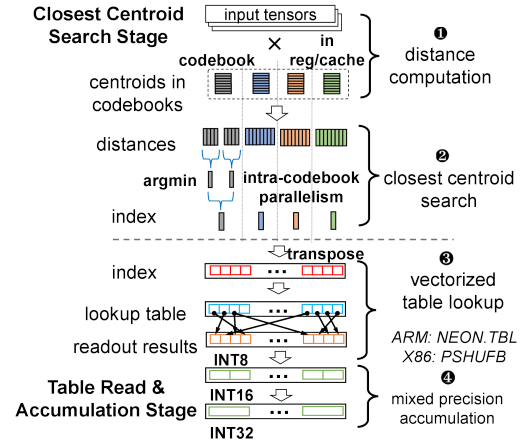 Closest Centroid
Search Stage
input tensors
×
in
codebook
reg/cache
centroids in
codebooks
❶
distance
computation
distances
argmin
intra-codebook
parallelism
index
❷
closest centroid
search
transpose
index
...
lookup table
...
readout results
...
❸
vectorized
table lookup
ARM: NEON.TBL
X86: PSHUFB
INT8
...
INT16
...
INT32
Table Read &
Accumulation Stage
❹
mixed precision
accumulation